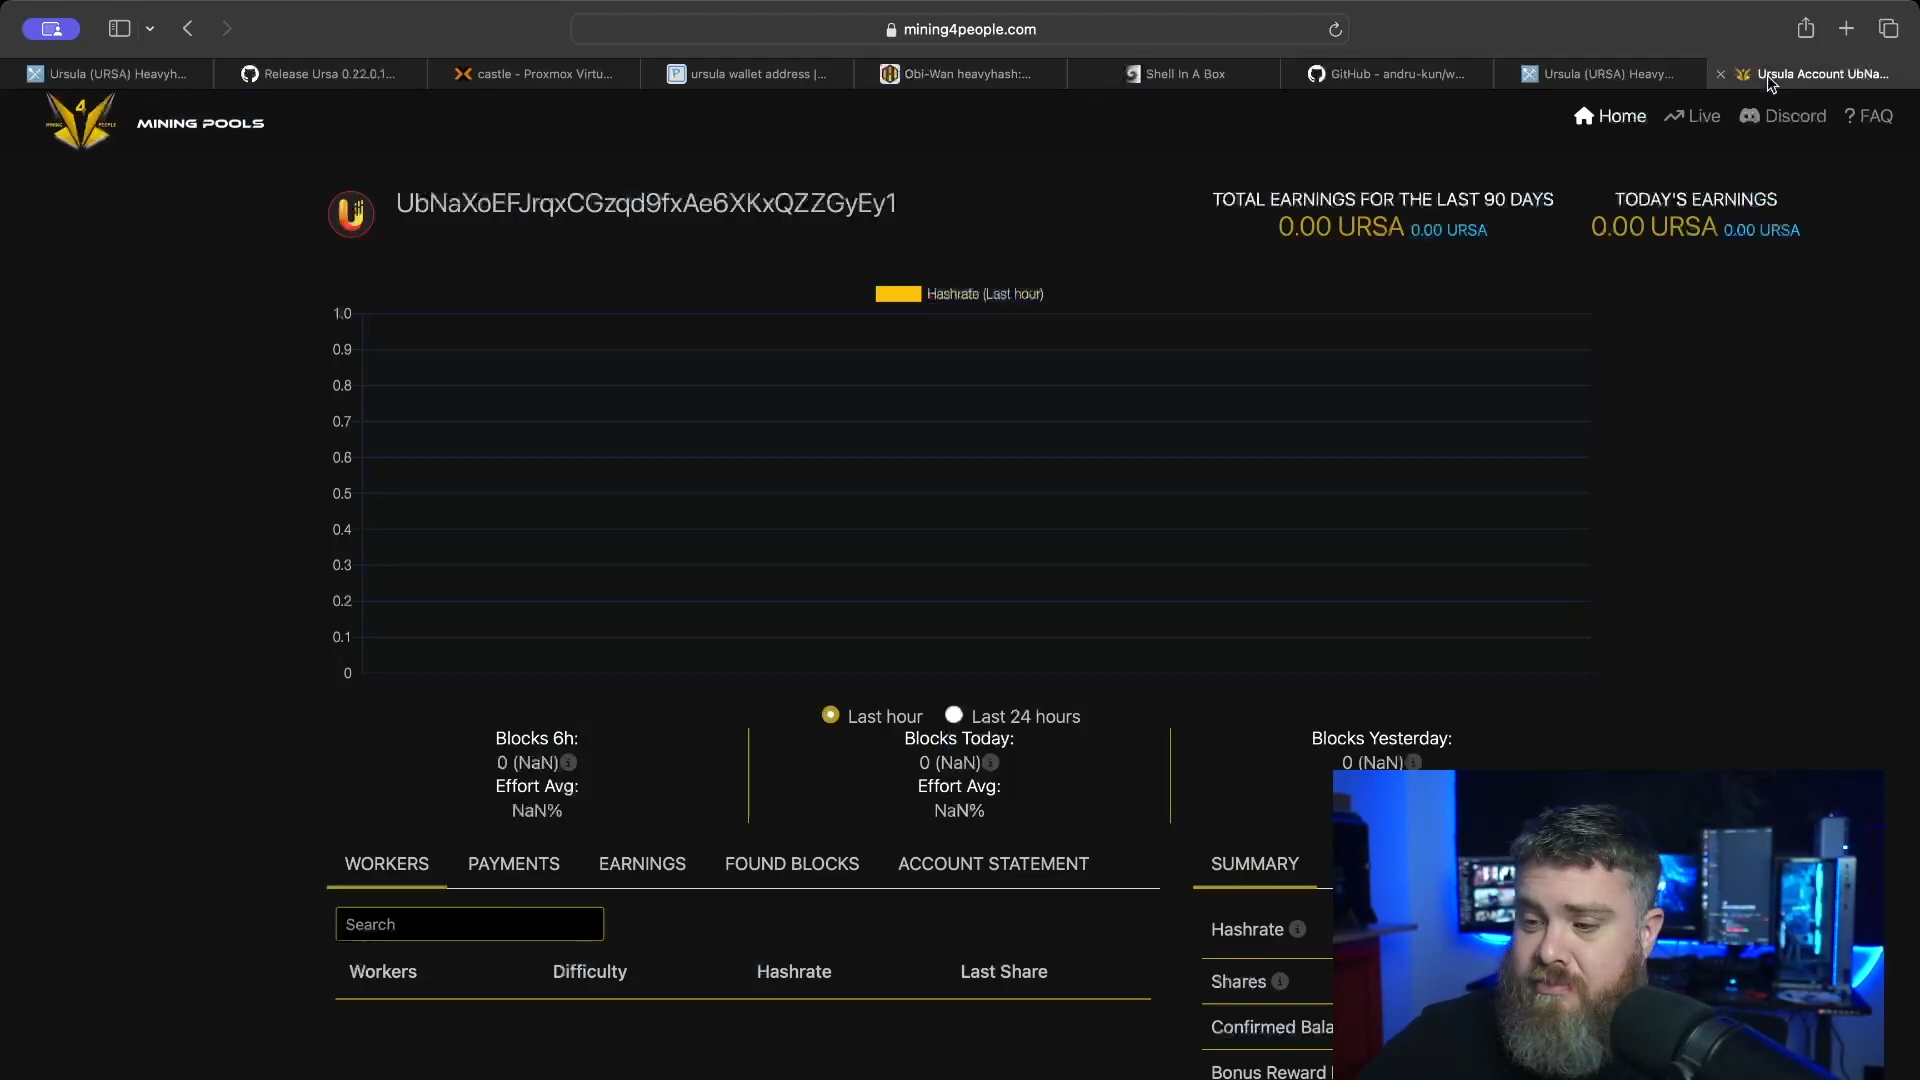 mining4people.com
Ursula (URSA) Heavyh...
Release Ursa 0.22.0.1...
castle - Proxmox Virtu...
ursula wallet address |...
Obi-Wan heavyhash:...
Shell In A Box
GitHub - andru-kun/w...
Ursula (URSA) Heavy...
Ursula Account UbNa...
4
MINING PEOPLE
MINING POOLS
Home
Live
Discord
? FAQ
UbNaXoEFJrqxCGzqd9fxAe6XKxQZZGyEy1
TOTAL EARNINGS FOR THE LAST 90 DAYS
0.00 URSA 0.00 URSA
TODAY'S EARNINGS
0.00 URSA 0.00 URSA
Hashrate (Last hour)
1.0
0.9
0.8
0.7
0.6
0.5
0.4
0.3
0.2
0.1
0
Last hour
Last 24 hours
Blocks 6h:
0 (NaN)
Effort Avg:
NaN%
Blocks Today:
0 (NaN)
Effort Avg:
NaN%
Blocks Yesterday:
0 (NaN)
WORKERS
PAYMENTS
EARNINGS
FOUND BLOCKS
ACCOUNT STATEMENT
SUMMARY
Search
Workers
Difficulty
Hashrate
Last Share
Hashrate
Shares
Confirmed Bala
Bonus Reward